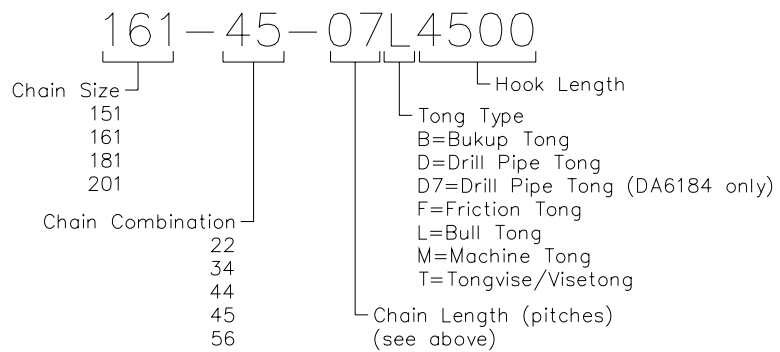 161-45-07L4500
Chain Size
151
161
181
201
Chain Combination
22
34
44
45
56
Chain Length (pitches)
(see above)
Tong Type
B=Bukup Tong
D=Drill Pipe Tong
D7=Drill Pipe Tong (DA6184 only)
F=Friction Tong
L=Bull Tong
M=Machine Tong
T=Tongvise/Visetong
Hook Length